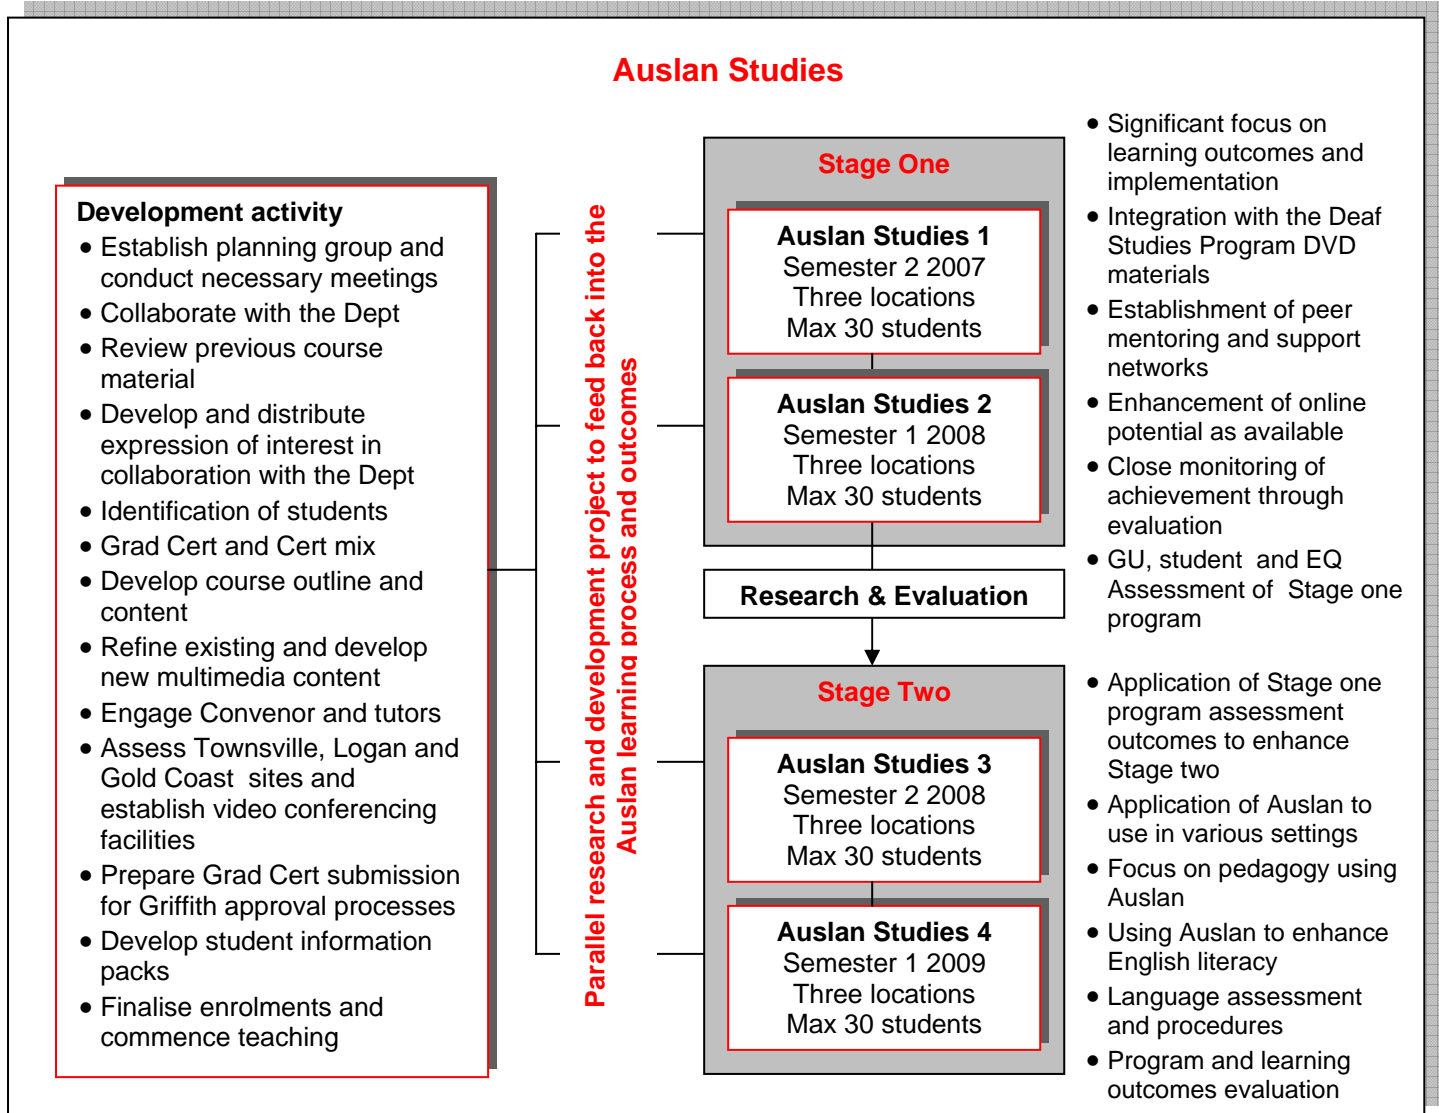 Auslan Studies
Development activity
• Establish planning group and
conduct necessary meetings
• Collaborate with the Dept
• Review previous course
material
• Develop and distribute
expression of interest in
collaboration with the Dept
• Identification of students
• Grad Cert and Cert mix
• Develop course outline and
content
• Refine existing and develop
new multimedia content
• Engage Convenor and tutors
• Assess Townsville, Logan and
Gold Coast sites and
establish video conferencing
facilities
• Prepare Grad Cert submission
for Griffith approval processes
• Develop student information
packs
• Finalise enrolments and
commence teaching
Parallel research and development project to feed back into the
Auslan learning process and outcomes
Stage One
Auslan Studies 1
Semester 2 2007
Three locations
Max 30 students
Auslan Studies 2
Semester 1 2008
Three locations
Max 30 students
Research & Evaluation
Stage Two
Auslan Studies 3
Semester 2 2008
Three locations
Max 30 students
Auslan Studies 4
Semester 1 2009
Three locations
Max 30 students
• Significant focus on
learning outcomes and
implementation
• Integration with the Deaf
Studies Program DVD
materials
• Establishment of peer
mentoring and support
networks
• Enhancement of online
potential as available
• Close monitoring of
achievement through
evaluation
• GU, student and EQ
Assessment of Stage one
program
• Application of Stage one
program assessment
outcomes to enhance
Stage two
• Application of Auslan to
use in various settings
• Focus on pedagogy using
Auslan
• Using Auslan to enhance
English literacy
• Language assessment
and procedures
• Program and learning
outcomes evaluation